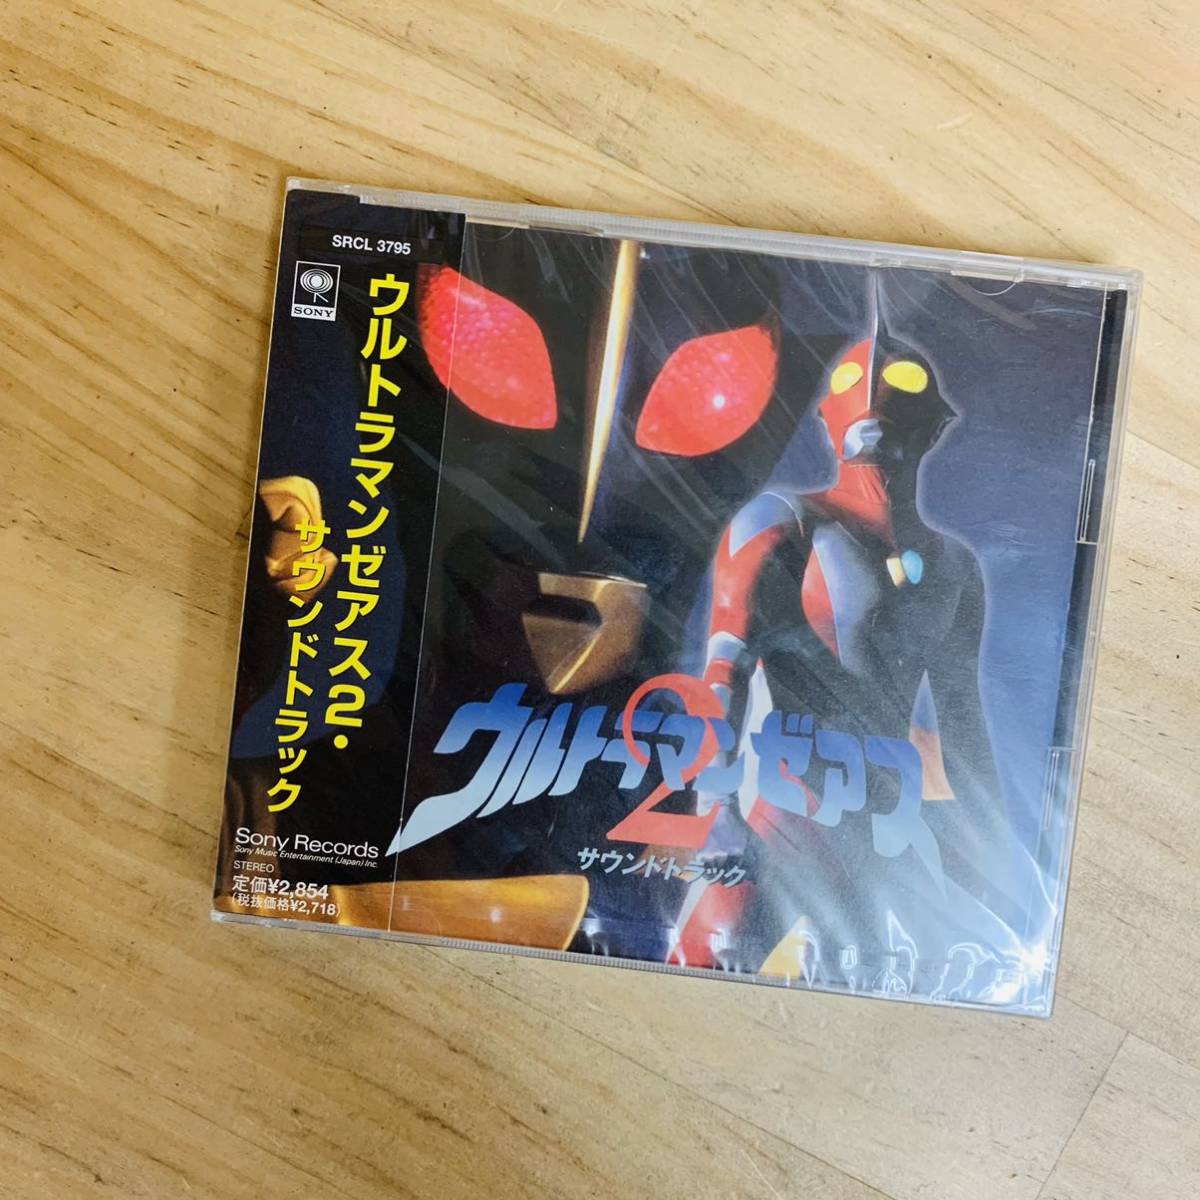 SRCL 3795
SONY
ウルトラマンゼアス2・
サウンドトラック
Sony Records
Sony Music Entertainment (Japan) Inc.
STEREO
定価¥2,854
(税抜価格¥2,718)
ウルトラマンゼアス
2
サウンドトラック